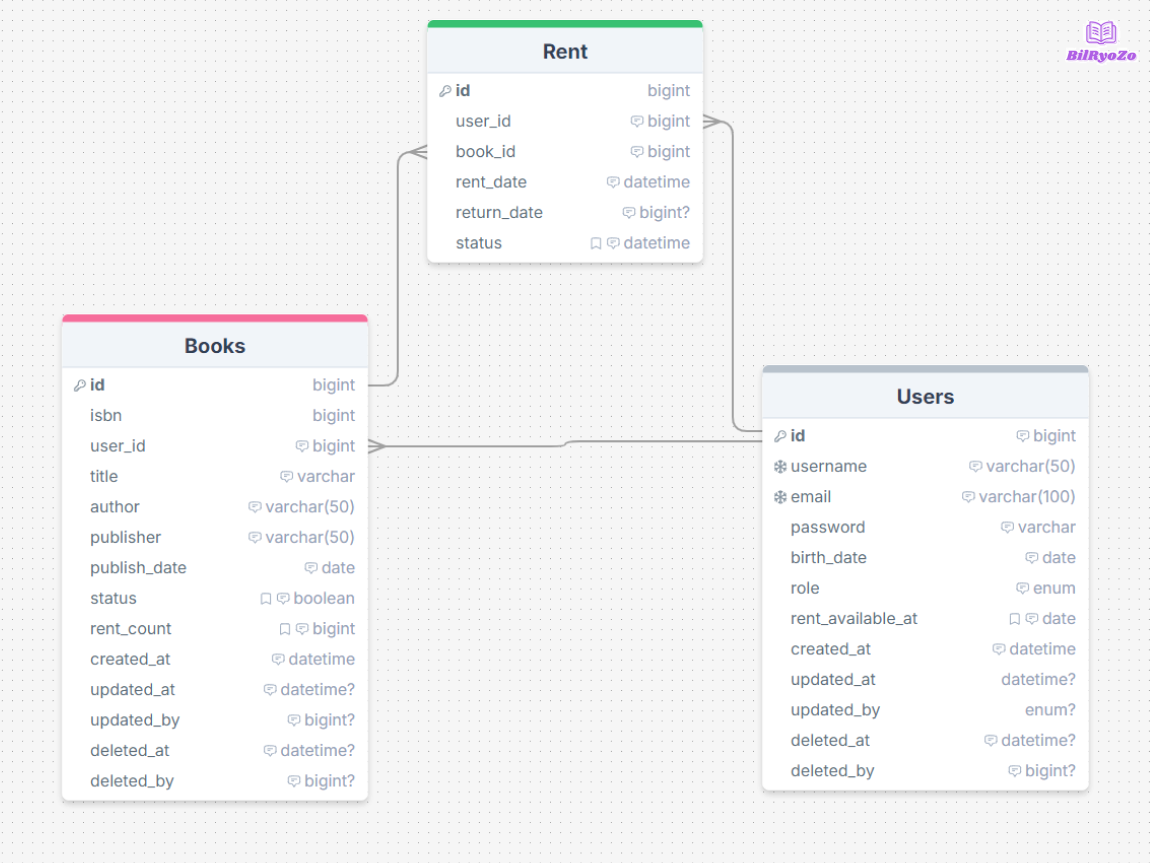 BilRyoZo
Rent
id bigint
user_id bigint
book_id bigint
rent_date datetime
return_date bigint?
status datetime
Books
id bigint
isbn bigint
user_id bigint
title varchar
author varchar(50)
publisher varchar(50)
publish_date date
status boolean
rent_count bigint
created_at datetime
updated_at datetime?
updated_by bigint?
deleted_at datetime?
deleted_by bigint?
Users
id bigint
username varchar(50)
email varchar(100)
password varchar
birth_date date
role enum
rent_available_at date
created_at datetime
updated_at datetime?
updated_by enum?
deleted_at datetime?
deleted_by bigint?